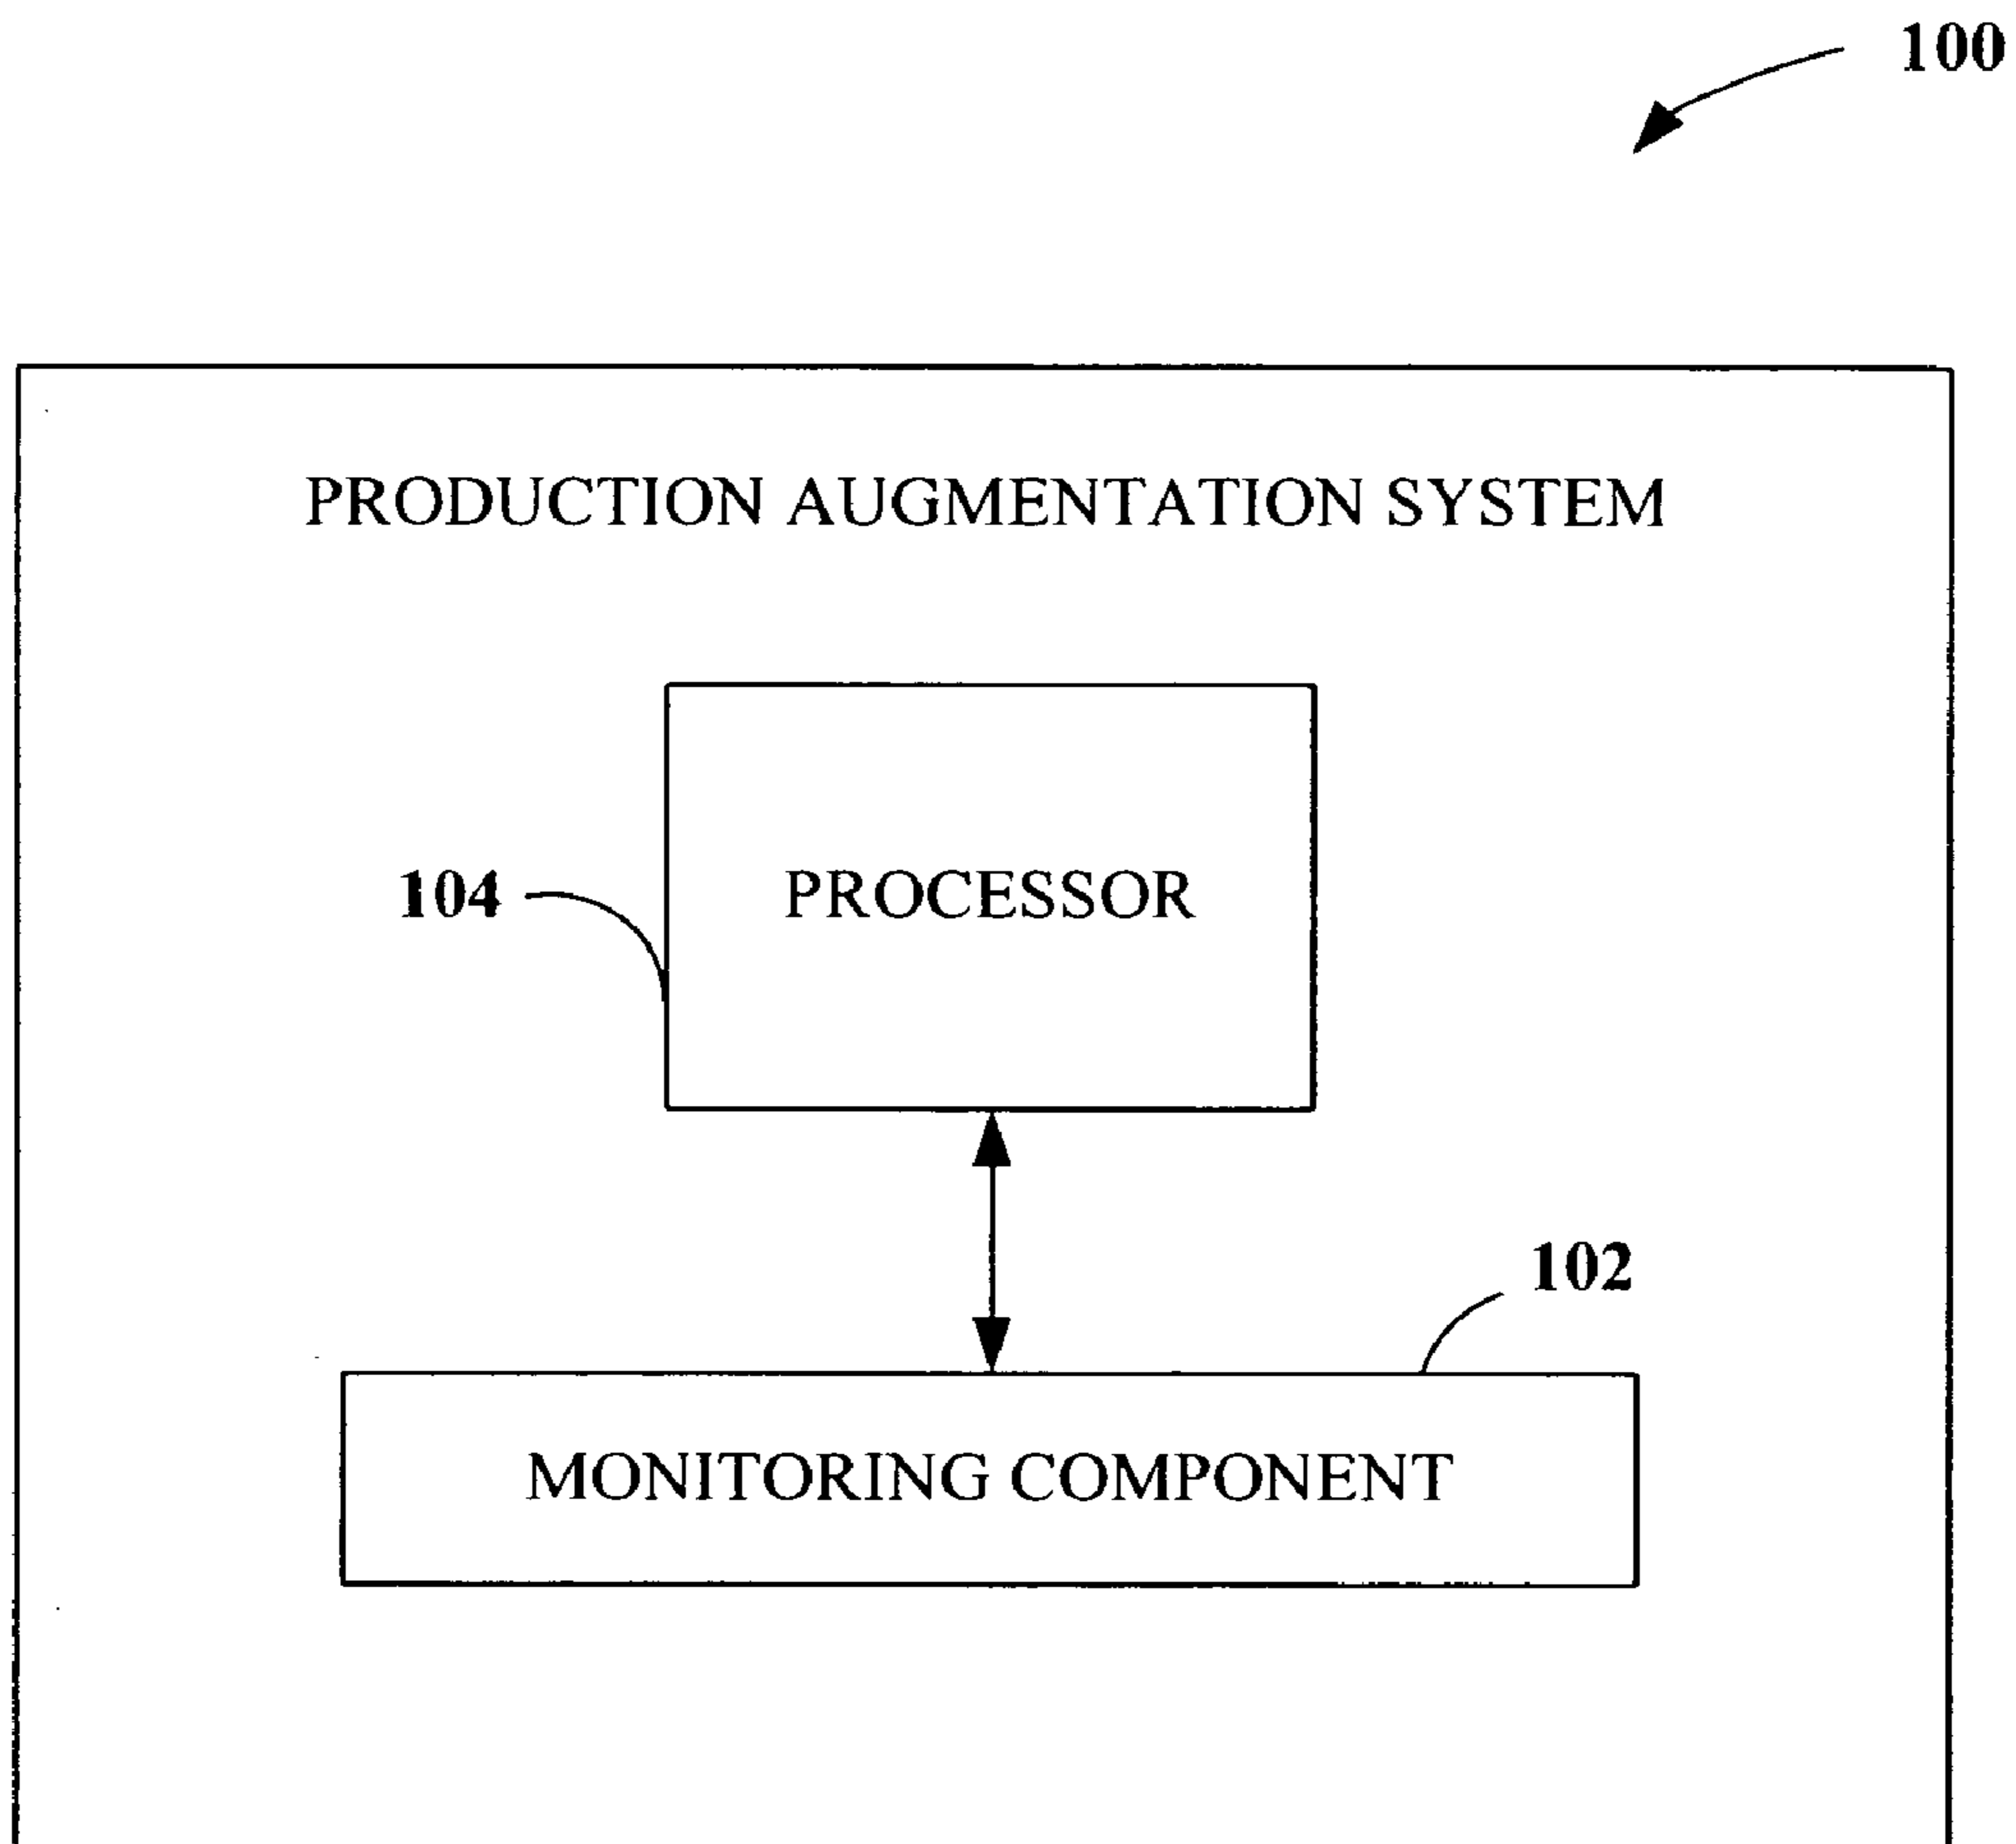 100
PRODUCTION AUGMENTATION SYSTEM
104
PROCESSOR
102
MONITORING COMPONENT